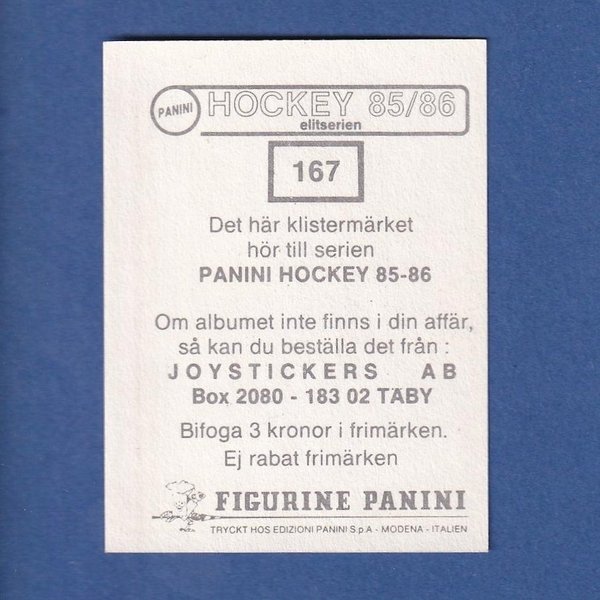 PANINI HOCKEY 85/86
elitserien
167
Det här klistermärket
hör till serien
PANINI HOCKEY 85-86
Om albumet inte finns i din affär,
så kan du beställa det från :
JOYSTICKERS AB
Box 2080 - 183 02 TÄBY
Bifoga 3 kronor i frimärken.
Ej rabat frimärken
FIGURINE PANINI
TRYCKT HOS EDIZIONI PANINI S.p.A - MODENA - ITALIEN